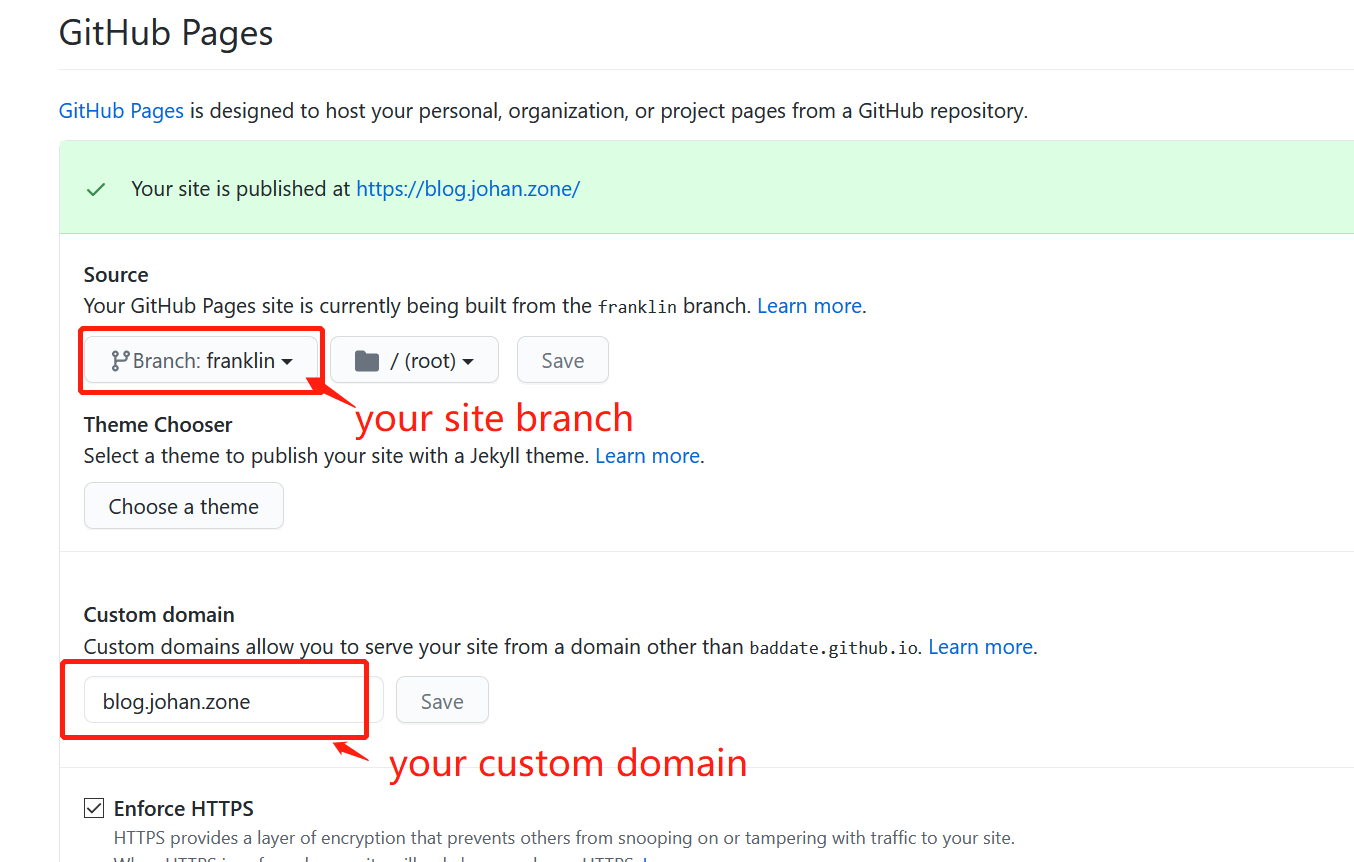 GitHub Pages
GitHub Pages is designed to host your personal, organization, or project pages from a GitHub repository.
Your site is published at https://blog.johan.zone/
Source
Your GitHub Pages site is currently being built from the franklin branch. Learn more.
Branch: franklin / (root) Save
your site branch
Theme Chooser
Select a theme to publish your site with a Jekyll theme. Learn more.
Choose a theme
Custom domain
Custom domains allow you to serve your site from a domain other than baddate.github.io. Learn more.
blog.johan.zone Save
your custom domain
Enforce HTTPS
HTTPS provides a layer of encryption that prevents others from snooping on or tampering with traffic to your site.